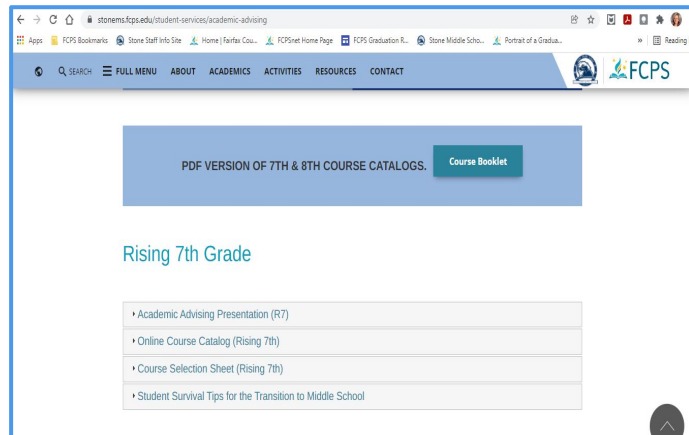 stonems.fcps.edu/student-services/academic-advising
Apps FCPS Bookmarks Stone Staff Info Site Home | Fairfax Cou... FCPSnet Home Page FCPS Graduation R... Stone Middle Scho... Portrait of a Gradua... » Reading
SEARCH FULL MENU ABOUT ACADEMICS ACTIVITIES RESOURCES CONTACT FCPS
PDF VERSION OF 7TH & 8TH COURSE CATALOGS. Course Booklet
Rising 7th Grade
Academic Advising Presentation (R7)
Online Course Catalog (Rising 7th)
Course Selection Sheet (Rising 7th)
Student Survival Tips for the Transition to Middle School